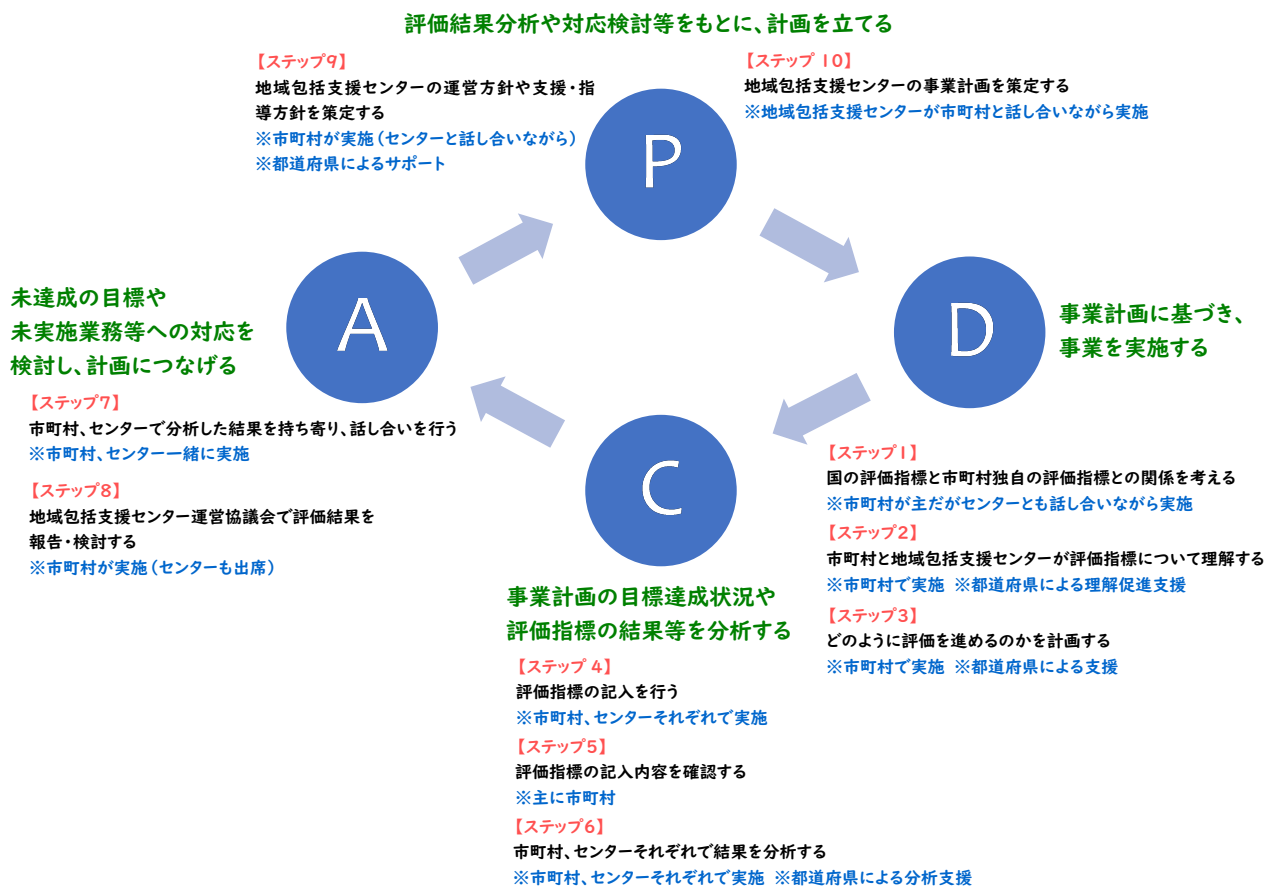 評価結果分析や対応検討等をもとに、計画を立てる
【ステップ9】
地域包括支援センターの運営方針や支援・指
導方針を策定する
※市町村が実施(センターと話し合いながら)
※都道府県によるサポート
【ステップ 10】
地域包括支援センターの事業計画を策定する
※地域包括支援センターが市町村と話し合いながら実施
P
D
事業計画に基づき、
事業を実施する
【ステップ1】
国の評価指標と市町村独自の評価指標との関係を考える
※市町村が主だがセンターとも話し合いながら実施
【ステップ2】
市町村と地域包括支援センターが評価指標について理解する
※市町村で実施 ※都道府県による理解促進支援
【ステップ3】
どのように評価を進めるのかを計画する
※市町村で実施 ※都道府県による支援
C
事業計画の目標達成状況や
評価指標の結果等を分析する
【ステップ 4】
評価指標の記入を行う
※市町村、センターそれぞれで実施
【ステップ5】
評価指標の記入内容を確認する
※主に市町村
【ステップ6】
市町村、センターそれぞれで結果を分析する
※市町村、センターそれぞれで実施 ※都道府県による分析支援
A
未達成の目標や
未実施業務等への対応を
検討し、計画につなげる
【ステップ7】
市町村、センターで分析した結果を持ち寄り、話し合いを行う
※市町村、センター一緒に実施
【ステップ8】
地域包括支援センター運営協議会で評価結果を
報告・検討する
※市町村が実施(センターも出席)